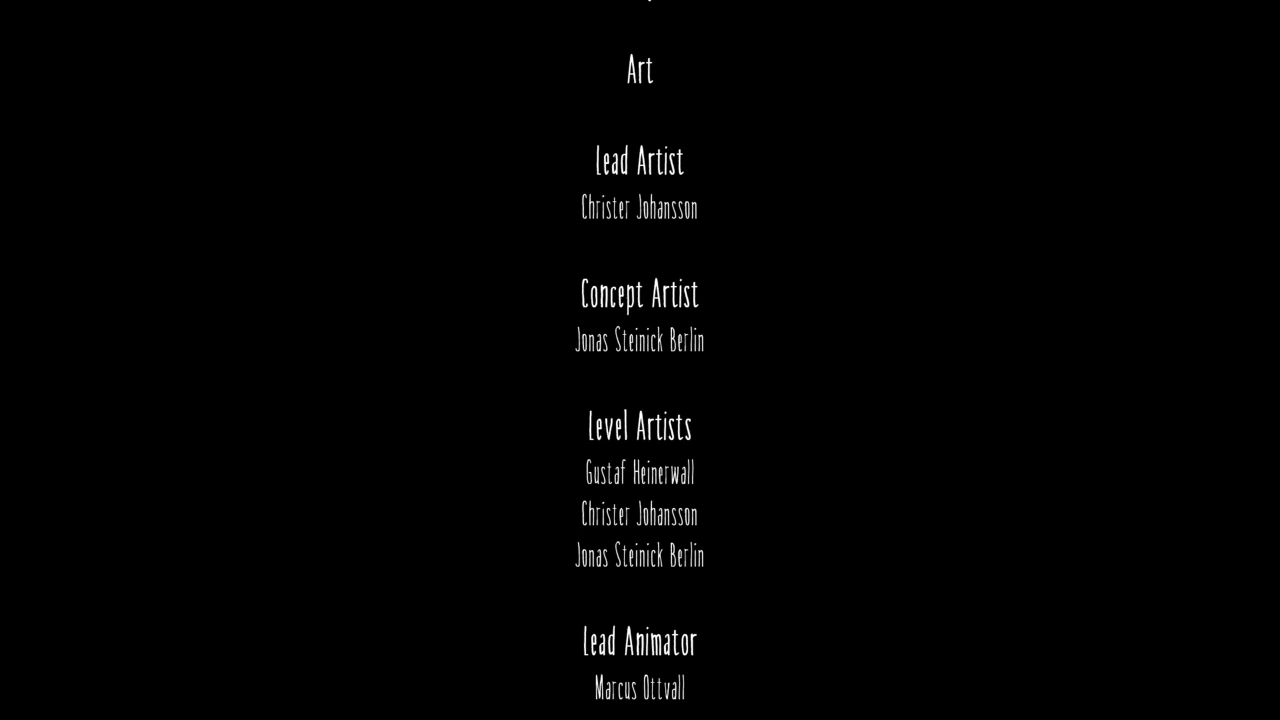 Art
Lead Artist
Christer Johansson
Concept Artist
Jonas Steinick Berlin
Level Artists
Gustaf Heinerwall
Christer Johansson
Jonas Steinick Berlin
Lead Animator
Marcus Ottvall